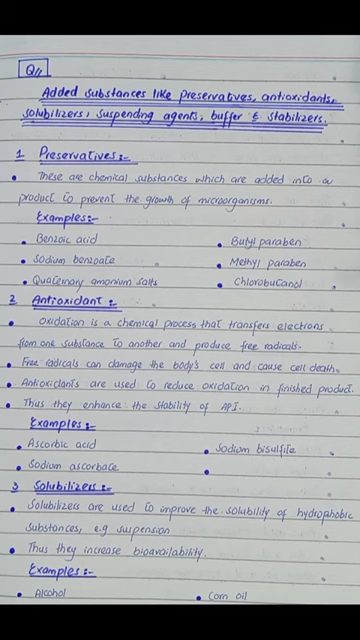 Q11
Added substances like preservatives, antioxidants,
solubilizers, suspending agents, buffer & stabilizers.
1 Preservatives:-
• These are chemical substances which are added into a
product to prevent the growth of microorganisms.
Examples:-
• Benzoic acid • Butyl paraben
• Sodium benzoate • Methyl paraben
• Quaternary amonium salts • Chlorobutanol
2 Antioxidant:-
• Oxidation is a chemical process that transfers electrons
from one substance to another and produce free radicals.
• Free radicals can damage the body's cell and cause cell death.
• Antioxidants are used to reduce oxidation in finished product.
• Thus they enhance the stability of API.
Examples:-
• Ascorbic acid • Sodium bisulfite
• Sodium ascorbate •
3 Solubilizers:-
• Solubilizers are used to improve the solubility of hydrophobic
substances, e.g suspension
• Thus they increase bioavailability.
Examples:-
• Alcohol • Corn oil